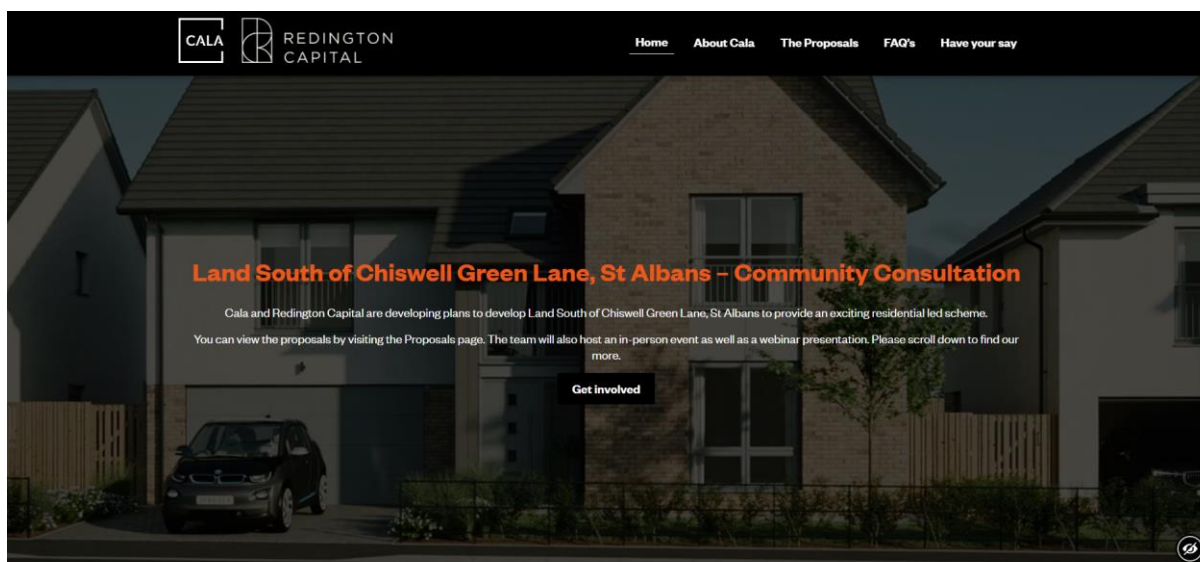 CALA
REDINGTON
CAPITAL
Home About Cala The Proposals FAQ's Have your say
Land South of Chiswell Green Lane, St Albans – Community Consultation
Cala and Redington Capital are developing plans to develop Land South of Chiswell Green Lane, St Albans to provide an exciting residential led scheme.
You can view the proposals by visiting the Proposals page. The team will also host an in-person event as well as a webinar presentation. Please scroll down to find our
more.
Get involved